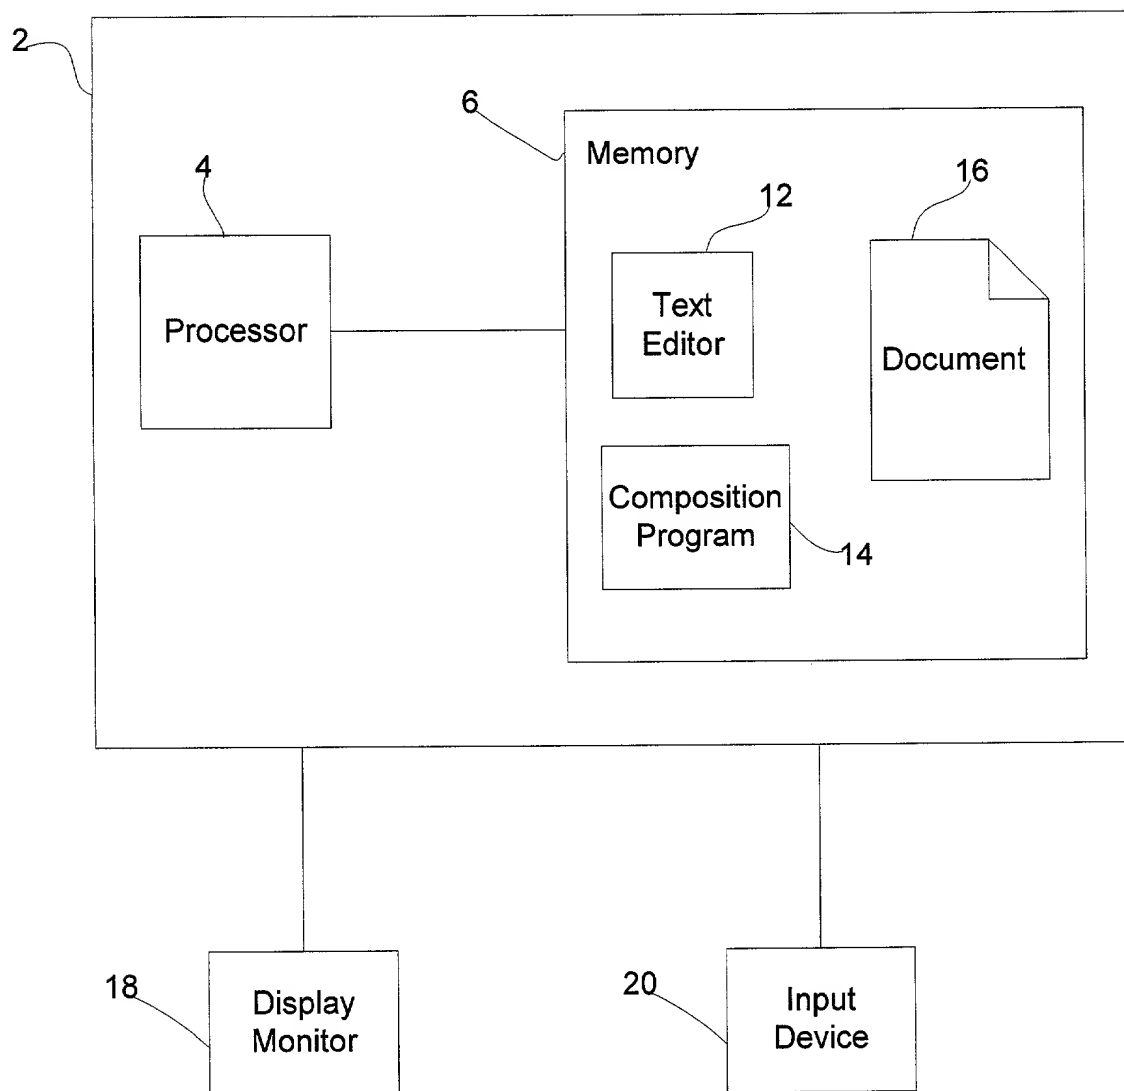 2
6
Memory
4
12
16
Processor
Text
Editor
Document
Composition
Program
14
18
Display
Monitor
20
Input
Device